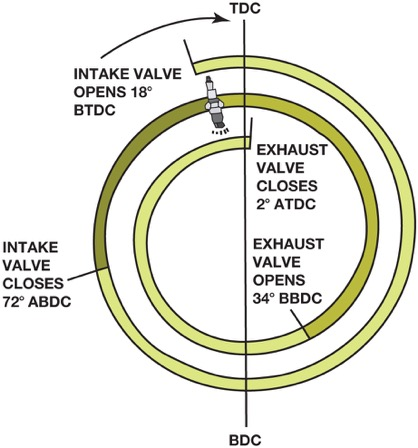 TDC
INTAKE VALVE
OPENS 18°
BTDC
EXHAUST
VALVE
CLOSES
2° ATDC
INTAKE
VALVE
CLOSES
72° ABDC
EXHAUST
VALVE
OPENS
34° BBDC
BDC